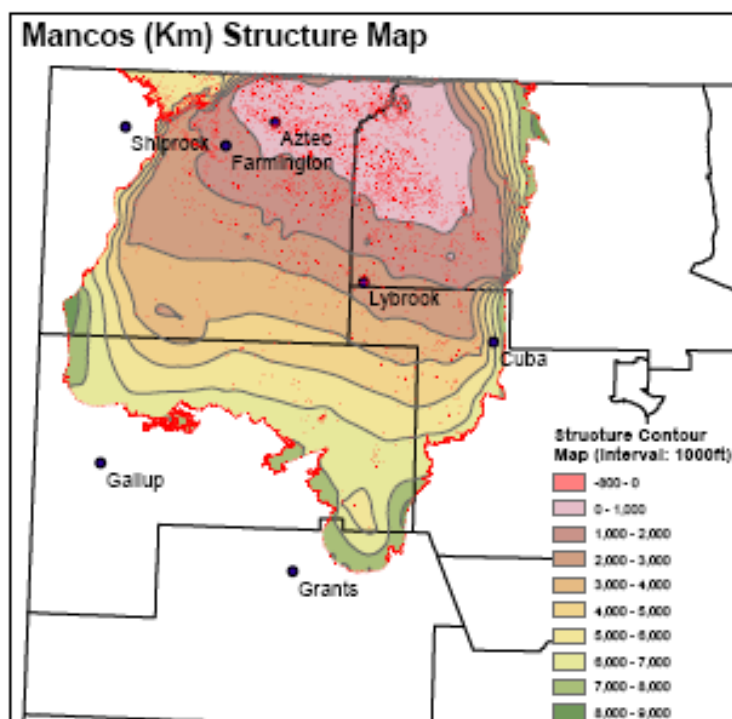 Mancos (Km) Structure Map
Shiprock
Aztec
Farmington
Lybrook
Cuba
Gallup
Grants
Structure Contour
Map (Interval: 1000ft)
-800 - 0
0 - 1,000
1,000 - 2,000
2,000 - 3,000
3,000 - 4,000
4,000 - 5,000
5,000 - 6,000
6,000 - 7,000
7,000 - 8,000
8,000 - 9,000